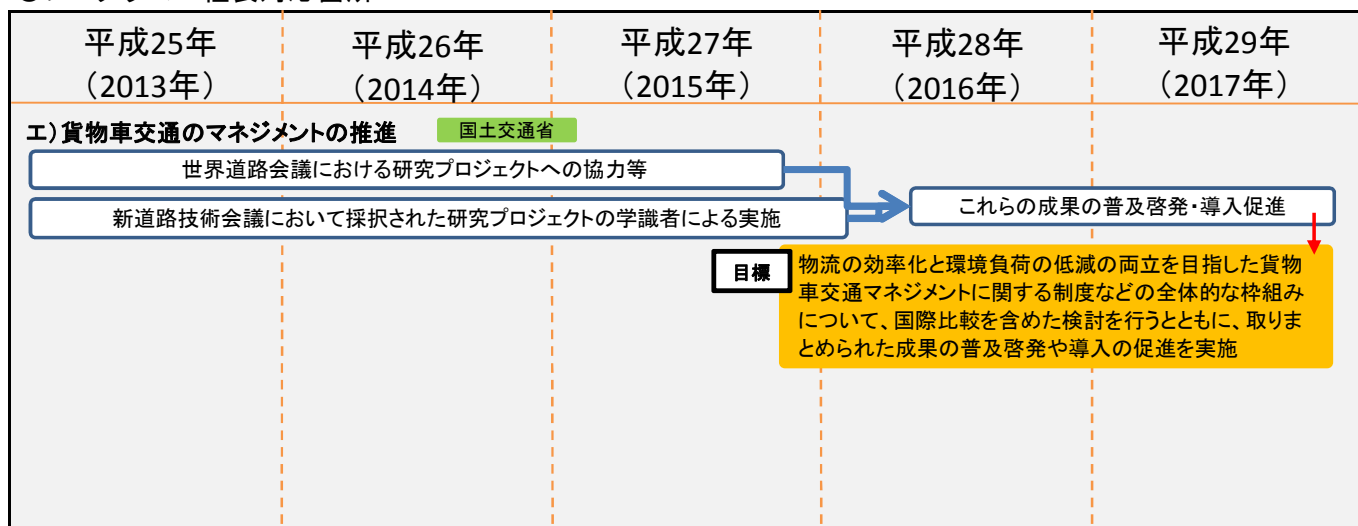 平成25年
(2013年)
平成26年
(2014年)
平成27年
(2015年)
平成28年
(2016年)
平成29年
(2017年)
エ)貨物車交通のマネジメントの推進
国土交通省
世界道路会議における研究プロジェクトへの協力等
新道路技術会議において採択された研究プロジェクトの学識者による実施
これらの成果の普及啓発・導入促進
目標
物流の効率化と環境負荷の低減の両立を目指した貨物
車交通マネジメントに関する制度などの全体的な枠組み
について、国際比較を含めた検討を行うとともに、取りま
とめられた成果の普及啓発や導入の促進を実施